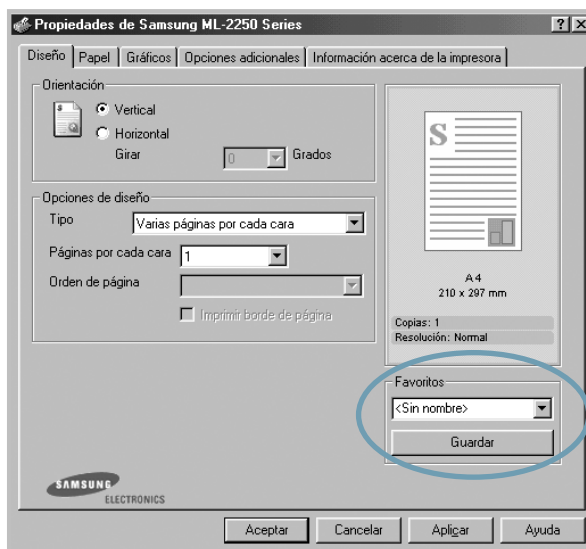 Propiedades de Samsung ML-2250 Series
Diseño Papel Gráficos Opciones adicionales Información acerca de la impresora
Orientación
Vertical
Horizontal
Girar 0 Grados
Opciones de diseño
Tipo Varias páginas por cada cara
Páginas por cada cara 1
Orden de página
Imprimir borde de página
S
A4
210 x 297 mm
Copias: 1
Resolución: Normal
Favoritos
<Sin nombre>
Guardar
SAMSUNG
ELECTRONICS
Aceptar Cancelar Aplicar Ayuda